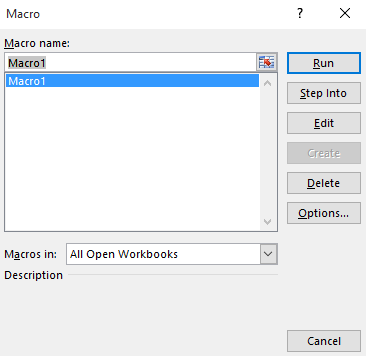 Macro
?
Macro name:
Macro1
Run
Macro1
Step Into
Edit
Create
Delete
Options...
Macros in:
All Open Workbooks
Description
Cancel